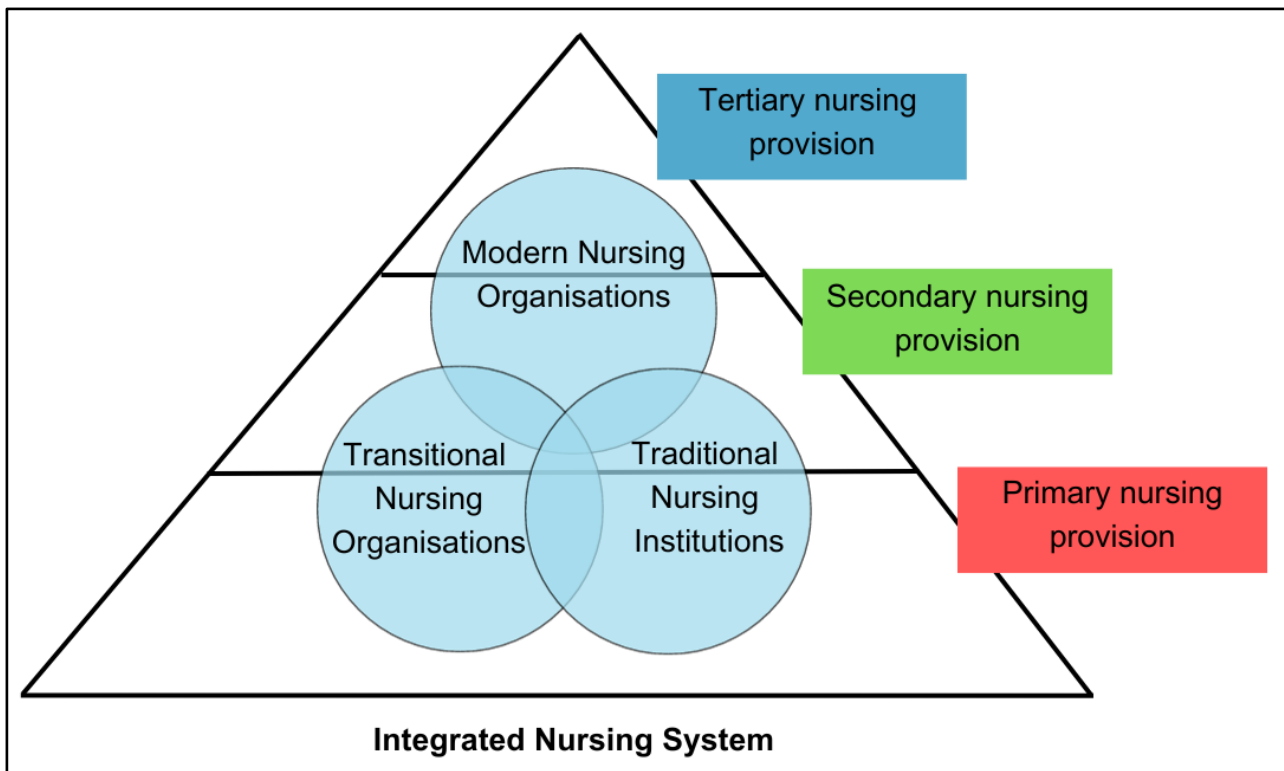 Tertiary nursing
provision
Modern Nursing
Organisations
Secondary nursing
provision
Transitional
Nursing
Organisations
Traditional
Nursing
Institutions
Primary nursing
provision
Integrated Nursing System